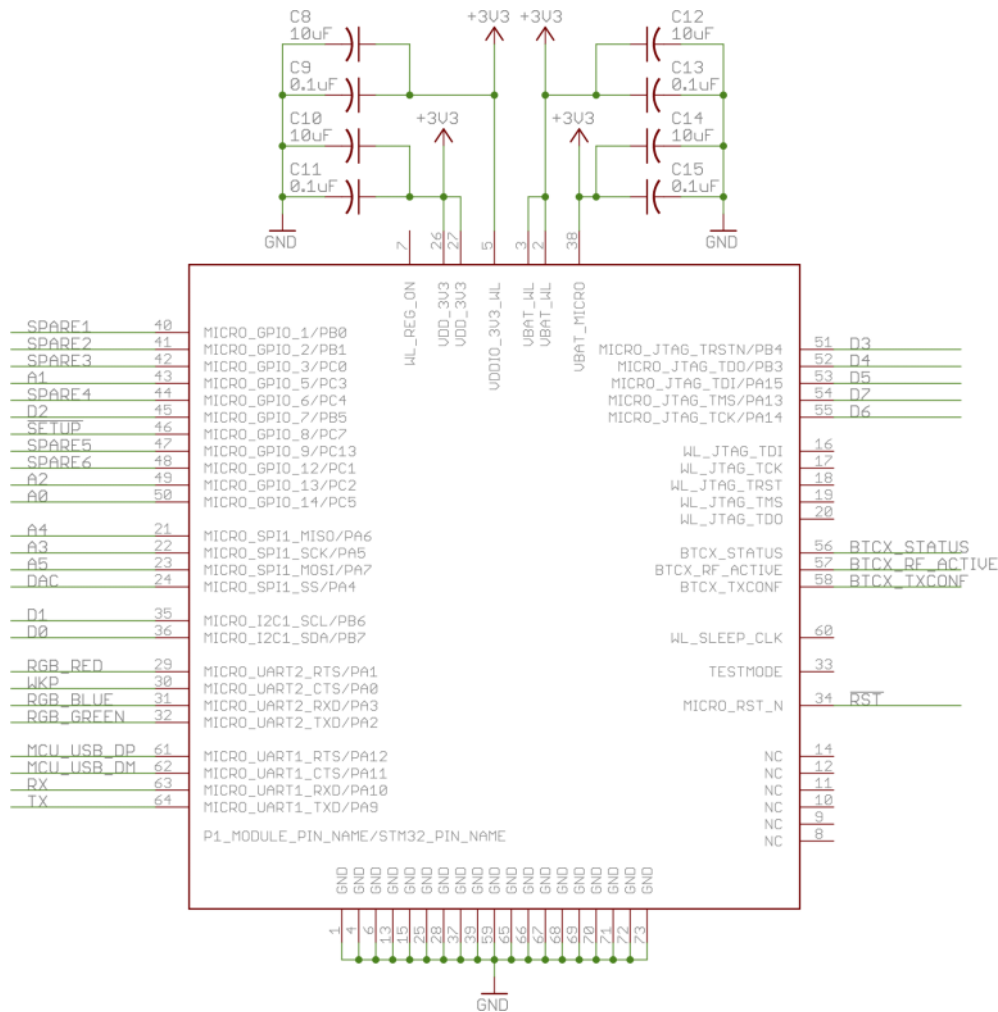 C8
10uF
C9
0.1uF
C10
10uF
C11
0.1uF
GND
+3V3
+3V3
+3V3
+3V3
C12
10uF
C13
0.1uF
C14
10uF
C15
0.1uF
GND
7 WL_REG_ON
26 VDD_3V3
27 VDD_3V3
5 VDDIO_3V3_WL
3 VBAT_WL
2 VBAT_WL
38 VBAT_MICRO
SPARE1 40 MICRO_GPIO_1/PB0
SPARE2 41 MICRO_GPIO_2/PB1
SPARE3 42 MICRO_GPIO_3/PC0
A1 43 MICRO_GPIO_5/PC3
SPARE4 44 MICRO_GPIO_6/PC4
D2 45 MICRO_GPIO_7/PB5
SETUP 46 MICRO_GPIO_8/PC7
SPARE5 47 MICRO_GPIO_9/PC13
SPARE6 48 MICRO_GPIO_12/PC1
A2 49 MICRO_GPIO_13/PC2
A0 50 MICRO_GPIO_14/PC5
A4 21 MICRO_SPI1_MISO/PA6
A3 22 MICRO_SPI1_SCK/PA5
A5 23 MICRO_SPI1_MOSI/PA7
DAC 24 MICRO_SPI1_SS/PA4
D1 35 MICRO_I2C1_SCL/PB6
D0 36 MICRO_I2C1_SDA/PB7
RGB_RED 29 MICRO_UART2_RTS/PA1
WKP 30 MICRO_UART2_CTS/PA0
RGB_BLUE 31 MICRO_UART2_RXD/PA3
RGB_GREEN 32 MICRO_UART2_TXD/PA2
MCU_USB_DP 61 MICRO_UART1_RTS/PA12
MCU_USB_DM 62 MICRO_UART1_CTS/PA11
RX 63 MICRO_UART1_RXD/PA10
TX 64 MICRO_UART1_TXD/PA9
P1_MODULE_PIN_NAME/STM32_PIN_NAME
MICRO_JTAG_TRSTN/PB4 51 D3
MICRO_JTAG_TDO/PB3 52 D4
MICRO_JTAG_TDI/PA15 53 D5
MICRO_JTAG_TMS/PA13 54 D7
MICRO_JTAG_TCK/PA14 55 D6
WL_JTAG_TDI 16
WL_JTAG_TCK 17
WL_JTAG_TRST 18
WL_JTAG_TMS 19
WL_JTAG_TDO 20
BTCX_STATUS 56 BTCX_STATUS
BTCX_RF_ACTIVE 57 BTCX_RF_ACTIVE
BTCX_TXCONF 58 BTCX_TXCONF
WL_SLEEP_CLK 60
TESTMODE 33
MICRO_RST_N 34 RST
NC 14
NC 12
NC 11
NC 10
NC 9
NC 8
GND 1
GND 4
GND 6
GND 13
GND 15
GND 25
GND 28
GND 37
GND 39
GND 59
GND 65
GND 66
GND 67
GND 68
GND 69
GND 70
GND 71
GND 72
GND 73
GND